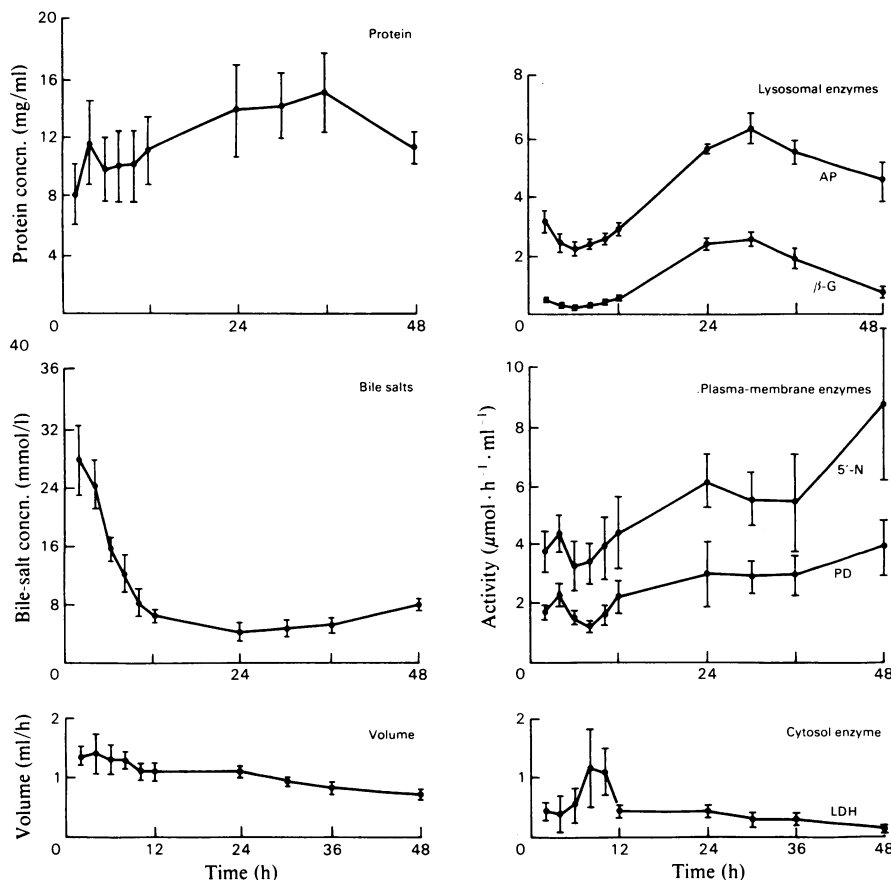 Protein
Protein concn. (mg/ml)
20
16
12
8
4
0
24
48
Lysosomal enzymes
8
6
4
2
0
AP
β-G
24
48
Bile salts
Bile-salt concn. (mmol/l)
40
36
32
24
16
8
0
24
48
Plasma-membrane enzymes
Activity (μmol·h⁻¹·ml⁻¹)
10
8
6
4
2
0
5′-N
PD
24
48
Volume
Volume (ml/h)
2
1
0
12
24
36
48
Time (h)
Cytosol enzyme
2
1
0
LDH
12
24
36
48
Time (h)